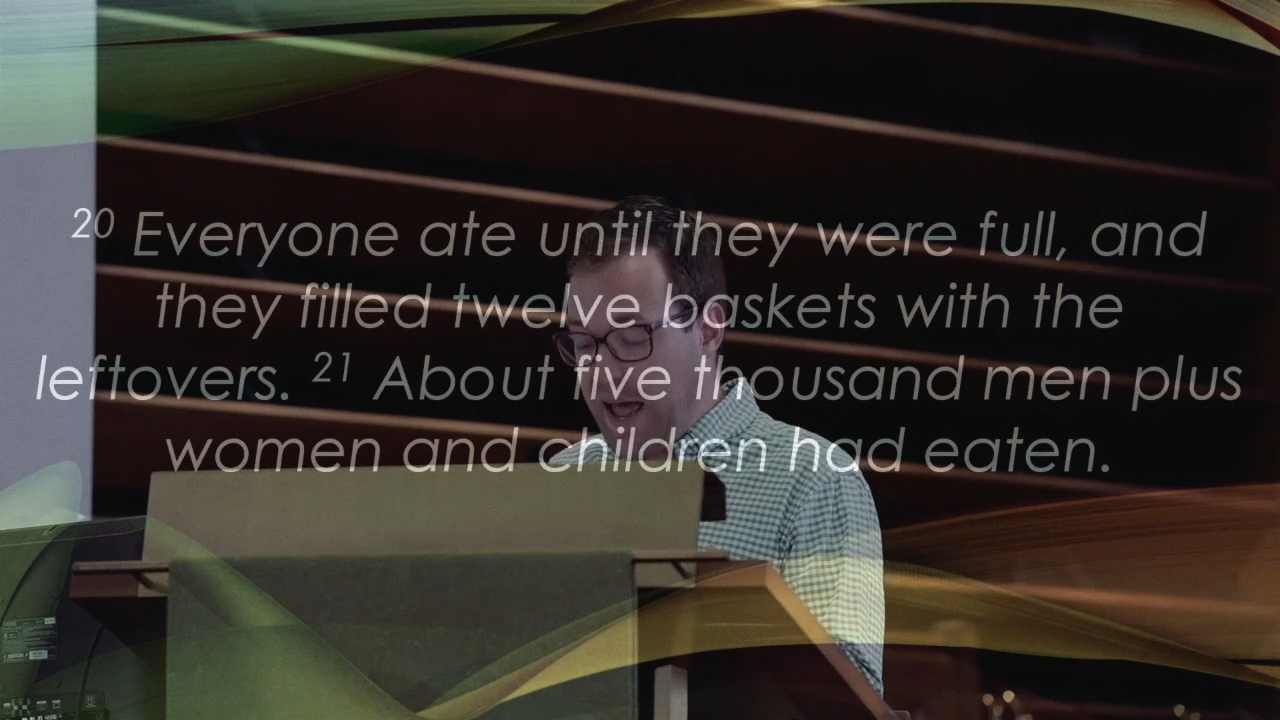 20 Everyone ate until they were full, and
they filled twelve baskets with the
leftovers. 21 About five thousand men plus
women and children had eaten.